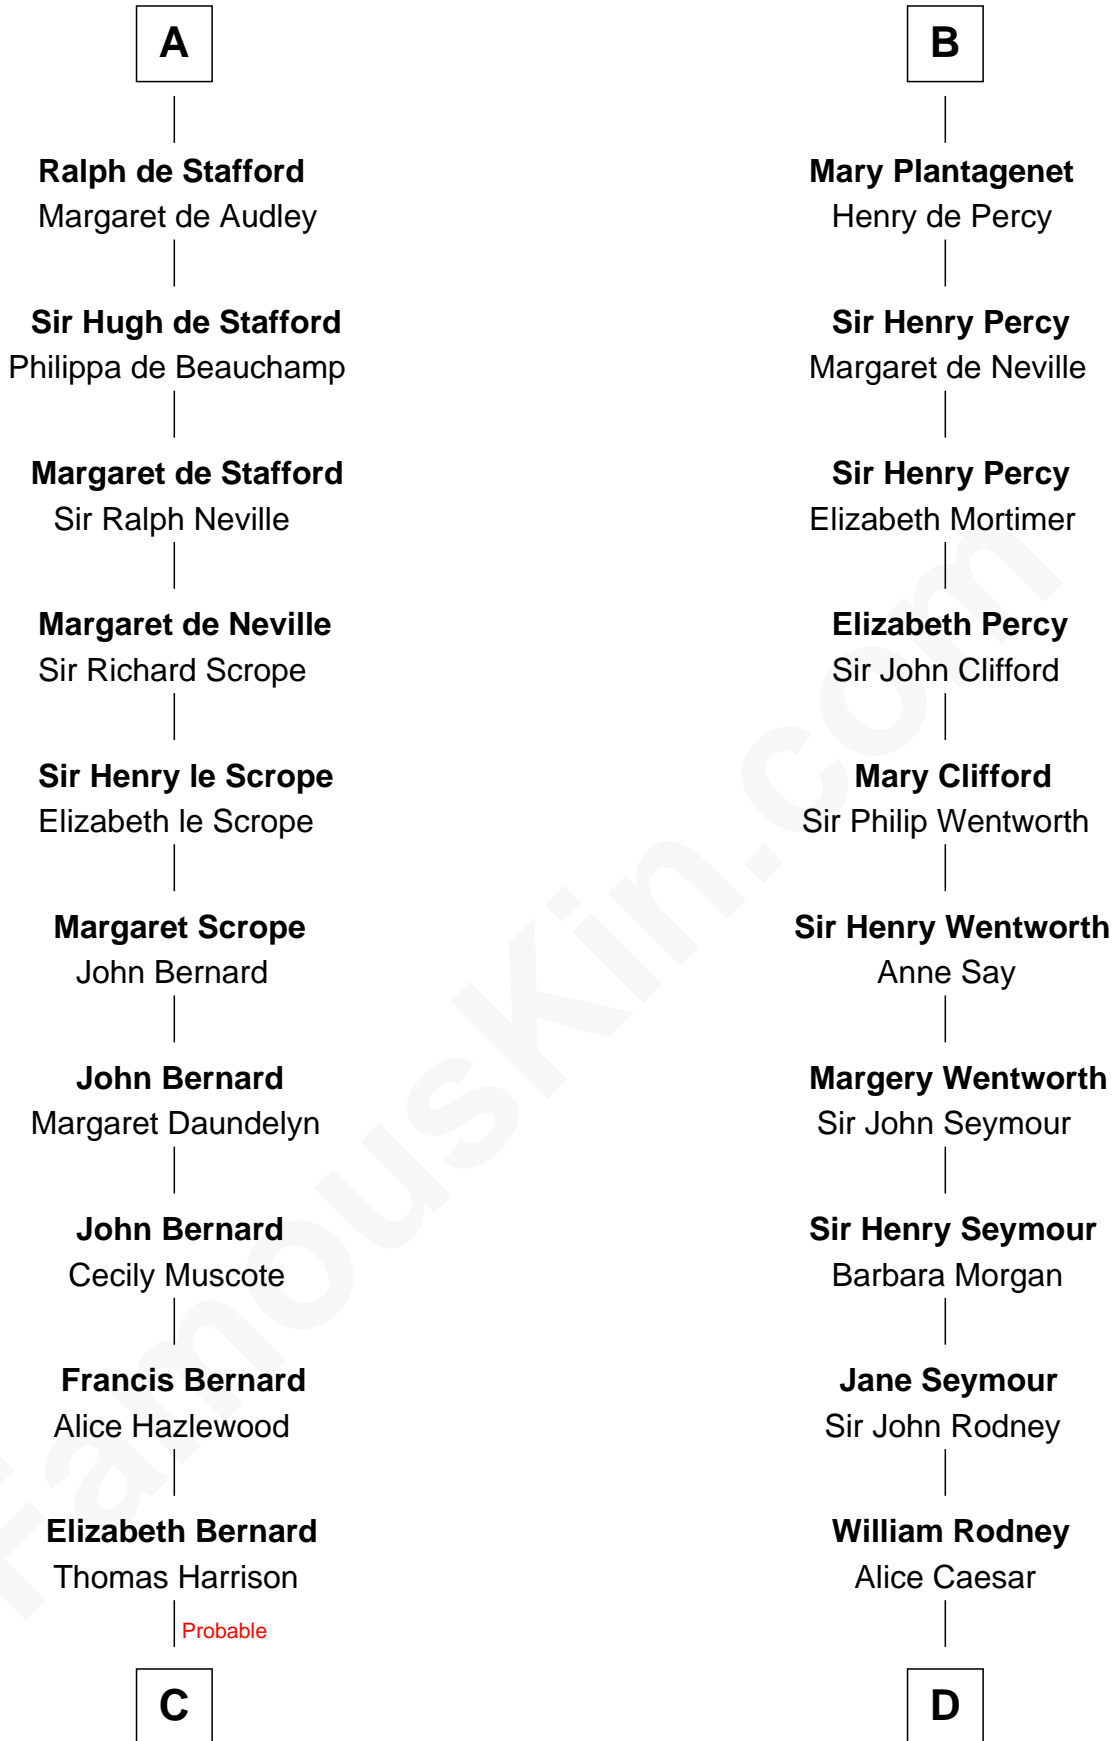 A
Ralph de Stafford
Margaret de Audley
Sir Hugh de Stafford
Philippa de Beauchamp
Margaret de Stafford
Sir Ralph Neville
Margaret de Neville
Sir Richard Scrope
Sir Henry le Scrope
Elizabeth le Scrope
Margaret Scrope
John Bernard
John Bernard
Margaret Daundelyn
John Bernard
Cecily Muscote
Francis Bernard
Alice Hazlewood
Elizabeth Bernard
Thomas Harrison
Probable
C
B
Mary Plantagenet
Henry de Percy
Sir Henry Percy
Margaret de Neville
Sir Henry Percy
Elizabeth Mortimer
Elizabeth Percy
Sir John Clifford
Mary Clifford
Sir Philip Wentworth
Sir Henry Wentworth
Anne Say
Margery Wentworth
Sir John Seymour
Sir Henry Seymour
Barbara Morgan
Jane Seymour
Sir John Rodney
William Rodney
Alice Caesar
D
FamousKin.com